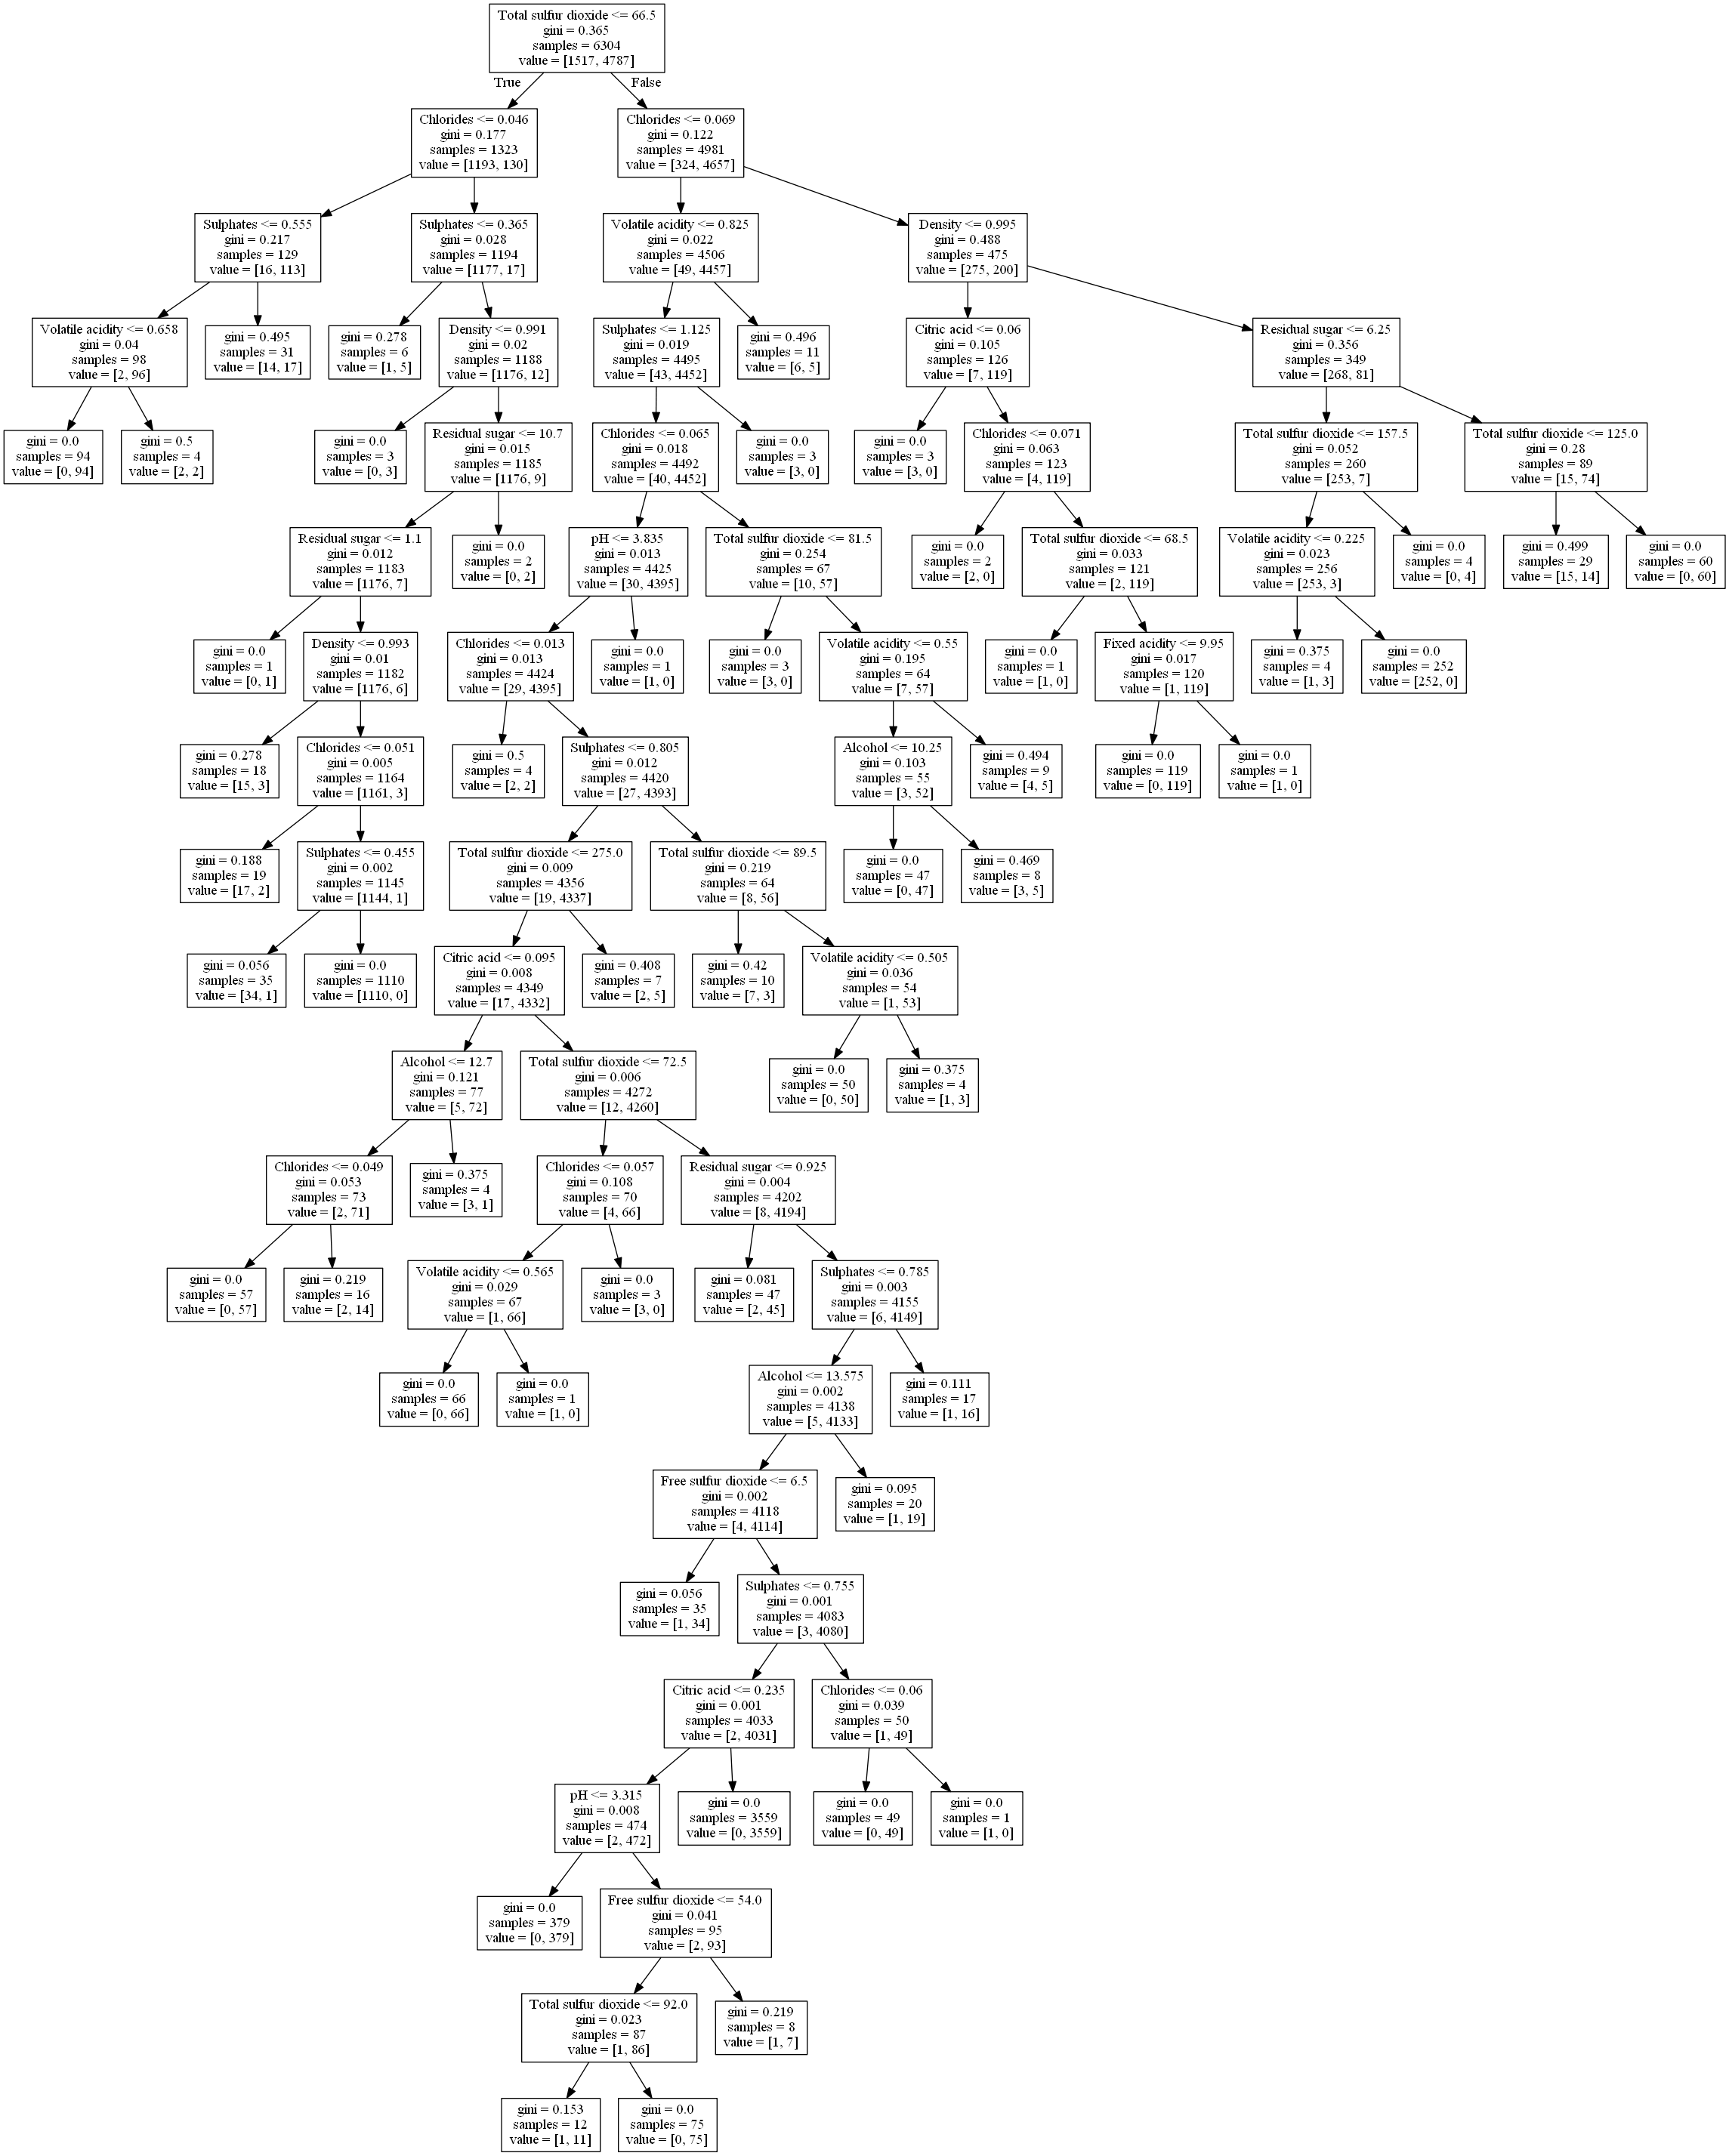 Total sulfur dioxide <= 66.5
gini = 0.365
samples = 6304
value = [1517, 4787]
True
False
Chlorides <= 0.046
gini = 0.177
samples = 1323
value = [1193, 130]
Chlorides <= 0.069
gini = 0.122
samples = 4981
value = [324, 4657]
Sulphates <= 0.555
gini = 0.217
samples = 129
value = [16, 113]
Sulphates <= 0.365
gini = 0.028
samples = 1194
value = [1177, 17]
Volatile acidity <= 0.825
gini = 0.022
samples = 4506
value = [49, 4457]
Density <= 0.995
gini = 0.488
samples = 475
value = [275, 200]
Volatile acidity <= 0.658
gini = 0.04
samples = 98
value = [2, 96]
gini = 0.495
samples = 31
value = [14, 17]
gini = 0.278
samples = 6
value = [1, 5]
Density <= 0.991
gini = 0.02
samples = 1188
value = [1176, 12]
Sulphates <= 1.125
gini = 0.019
samples = 4495
value = [43, 4452]
gini = 0.496
samples = 11
value = [6, 5]
Citric acid <= 0.06
gini = 0.105
samples = 126
value = [7, 119]
Residual sugar <= 6.25
gini = 0.356
samples = 349
value = [268, 81]
gini = 0.0
samples = 94
value = [0, 94]
gini = 0.5
samples = 4
value = [2, 2]
gini = 0.0
samples = 3
value = [0, 3]
Residual sugar <= 10.7
gini = 0.015
samples = 1185
value = [1176, 9]
Chlorides <= 0.065
gini = 0.018
samples = 4492
value = [40, 4452]
gini = 0.0
samples = 3
value = [3, 0]
gini = 0.0
samples = 3
value = [3, 0]
Chlorides <= 0.071
gini = 0.063
samples = 123
value = [4, 119]
Total sulfur dioxide <= 157.5
gini = 0.052
samples = 260
value = [253, 7]
Total sulfur dioxide <= 125.0
gini = 0.28
samples = 89
value = [15, 74]
Residual sugar <= 1.1
gini = 0.012
samples = 1183
value = [1176, 7]
gini = 0.0
samples = 2
value = [0, 2]
pH <= 3.835
gini = 0.013
samples = 4425
value = [30, 4395]
Total sulfur dioxide <= 81.5
gini = 0.254
samples = 67
value = [10, 57]
gini = 0.0
samples = 2
value = [2, 0]
Total sulfur dioxide <= 68.5
gini = 0.033
samples = 121
value = [2, 119]
Volatile acidity <= 0.225
gini = 0.023
samples = 256
value = [253, 3]
gini = 0.0
samples = 4
value = [0, 4]
gini = 0.499
samples = 29
value = [15, 14]
gini = 0.0
samples = 60
value = [0, 60]
gini = 0.0
samples = 1
value = [0, 1]
Density <= 0.993
gini = 0.01
samples = 1182
value = [1176, 6]
Chlorides <= 0.013
gini = 0.013
samples = 4424
value = [29, 4395]
gini = 0.0
samples = 1
value = [1, 0]
gini = 0.0
samples = 3
value = [3, 0]
Volatile acidity <= 0.55
gini = 0.195
samples = 64
value = [7, 57]
gini = 0.0
samples = 1
value = [1, 0]
Fixed acidity <= 9.95
gini = 0.017
samples = 120
value = [1, 119]
gini = 0.375
samples = 4
value = [1, 3]
gini = 0.0
samples = 252
value = [252, 0]
gini = 0.278
samples = 18
value = [15, 3]
Chlorides <= 0.051
gini = 0.005
samples = 1164
value = [1161, 3]
gini = 0.5
samples = 4
value = [2, 2]
Sulphates <= 0.805
gini = 0.012
samples = 4420
value = [27, 4393]
Alcohol <= 10.25
gini = 0.103
samples = 55
value = [3, 52]
gini = 0.494
samples = 9
value = [4, 5]
gini = 0.0
samples = 119
value = [0, 119]
gini = 0.0
samples = 1
value = [1, 0]
gini = 0.188
samples = 19
value = [17, 2]
Sulphates <= 0.455
gini = 0.002
samples = 1145
value = [1144, 1]
Total sulfur dioxide <= 275.0
gini = 0.009
samples = 4356
value = [19, 4337]
Total sulfur dioxide <= 89.5
gini = 0.219
samples = 64
value = [8, 56]
gini = 0.0
samples = 47
value = [0, 47]
gini = 0.469
samples = 8
value = [3, 5]
gini = 0.056
samples = 35
value = [34, 1]
gini = 0.0
samples = 1110
value = [1110, 0]
Citric acid <= 0.095
gini = 0.008
samples = 4349
value = [17, 4332]
gini = 0.408
samples = 7
value = [2, 5]
gini = 0.42
samples = 10
value = [7, 3]
Volatile acidity <= 0.505
gini = 0.036
samples = 54
value = [1, 53]
Alcohol <= 12.7
gini = 0.121
samples = 77
value = [5, 72]
Total sulfur dioxide <= 72.5
gini = 0.006
samples = 4272
value = [12, 4260]
gini = 0.0
samples = 50
value = [0, 50]
gini = 0.375
samples = 4
value = [1, 3]
Chlorides <= 0.049
gini = 0.053
samples = 73
value = [2, 71]
gini = 0.375
samples = 4
value = [3, 1]
Chlorides <= 0.057
gini = 0.108
samples = 70
value = [4, 66]
Residual sugar <= 0.925
gini = 0.004
samples = 4202
value = [8, 4194]
gini = 0.0
samples = 57
value = [0, 57]
gini = 0.219
samples = 16
value = [2, 14]
Volatile acidity <= 0.565
gini = 0.029
samples = 67
value = [1, 66]
gini = 0.0
samples = 3
value = [3, 0]
gini = 0.081
samples = 47
value = [2, 45]
Sulphates <= 0.785
gini = 0.003
samples = 4155
value = [6, 4149]
gini = 0.0
samples = 66
value = [0, 66]
gini = 0.0
samples = 1
value = [1, 0]
Alcohol <= 13.575
gini = 0.002
samples = 4138
value = [5, 4133]
gini = 0.111
samples = 17
value = [1, 16]
Free sulfur dioxide <= 6.5
gini = 0.002
samples = 4118
value = [4, 4114]
gini = 0.095
samples = 20
value = [1, 19]
gini = 0.056
samples = 35
value = [1, 34]
Sulphates <= 0.755
gini = 0.001
samples = 4083
value = [3, 4080]
Citric acid <= 0.235
gini = 0.001
samples = 4033
value = [2, 4031]
Chlorides <= 0.06
gini = 0.039
samples = 50
value = [1, 49]
pH <= 3.315
gini = 0.008
samples = 474
value = [2, 472]
gini = 0.0
samples = 3559
value = [0, 3559]
gini = 0.0
samples = 49
value = [0, 49]
gini = 0.0
samples = 1
value = [1, 0]
gini = 0.0
samples = 379
value = [0, 379]
Free sulfur dioxide <= 54.0
gini = 0.041
samples = 95
value = [2, 93]
Total sulfur dioxide <= 92.0
gini = 0.023
samples = 87
value = [1, 86]
gini = 0.219
samples = 8
value = [1, 7]
gini = 0.153
samples = 12
value = [1, 11]
gini = 0.0
samples = 75
value = [0, 75]